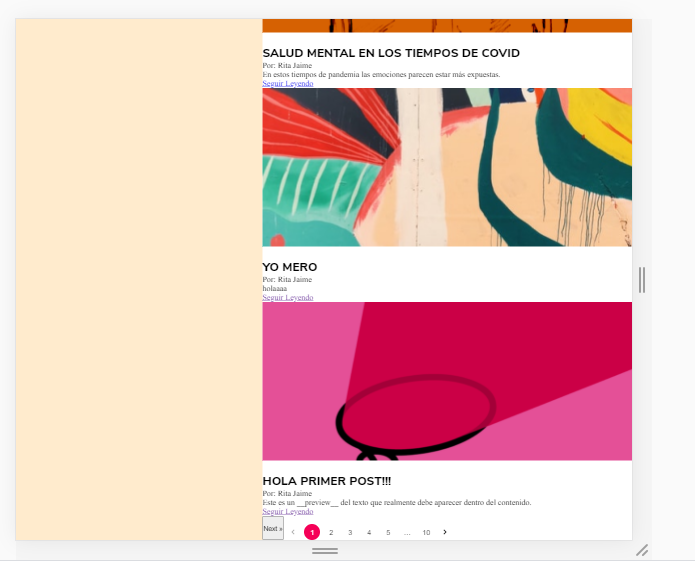 SALUD MENTAL EN LOS TIEMPOS DE COVID
Por: Rita Jaime
En estos tiempos de pandemia las emociones parecen estar más expuestas.
Seguir Leyendo
YO MERO
Por: Rita Jaime
holaaaa
Seguir Leyendo
HOLA PRIMER POST!!!
Por: Rita Jaime
Este es un __preview__ del texto que realmente debe aparecer dentro del contenido.
Seguir Leyendo
Next » ‹ 1 2 3 4 5 ... 10 ›